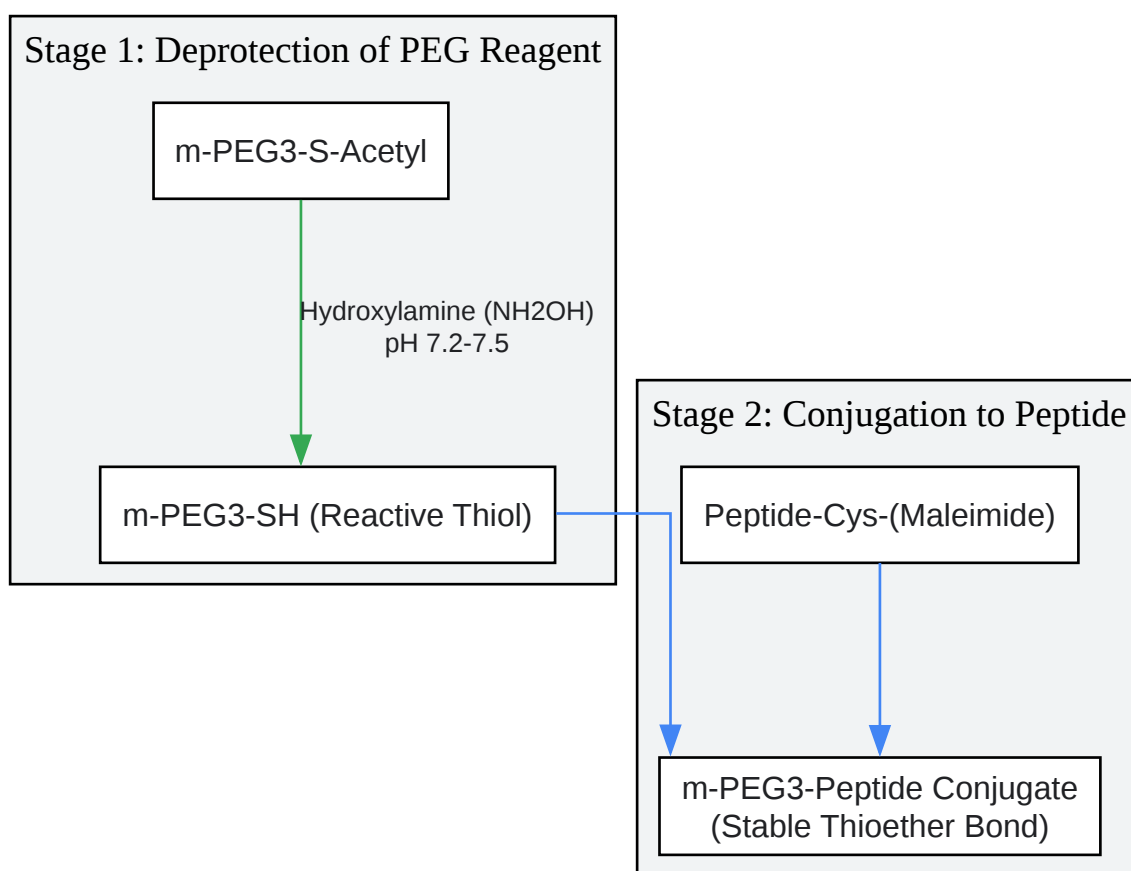 Stage 1: Deprotection of PEG Reagent
m-PEG3-S-Acetyl
Hydroxylamine (NH2OH)
pH 7.2-7.5
m-PEG3-SH (Reactive Thiol)
Stage 2: Conjugation to Peptide
Peptide-Cys-(Maleimide)
m-PEG3-Peptide Conjugate
(Stable Thioether Bond)